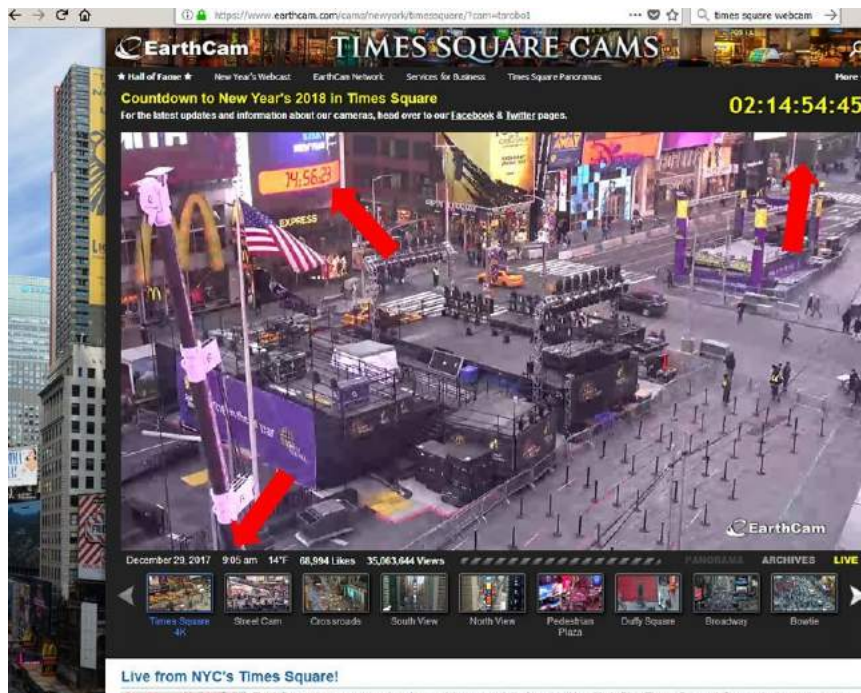 https://www.earthcam.com/cams/newyork/timessquare/?cam=tsrobo1
times square webcam
EarthCam
TIMES SQUARE CAMS
★ Hall of Fame ★ New Year's Webcast EarthCam Network Services for Business Times Square Panoramas More
Countdown to New Year's 2018 in Times Square
02:14:54:45
For the latest updates and information about our cameras, head over to our Facebook & Twitter pages.
EXPRESS
EarthCam
December 29, 2017 9:05 am 14°F 68,994 Likes 35,063,644 Views PANORAMA ARCHIVES LIVE
Times Square 4K
Street Cam
Crossroads
South View
North View
Pedestrian Plaza
Duffy Square
Broadway
Bowtie
Live from NYC's Times Square!